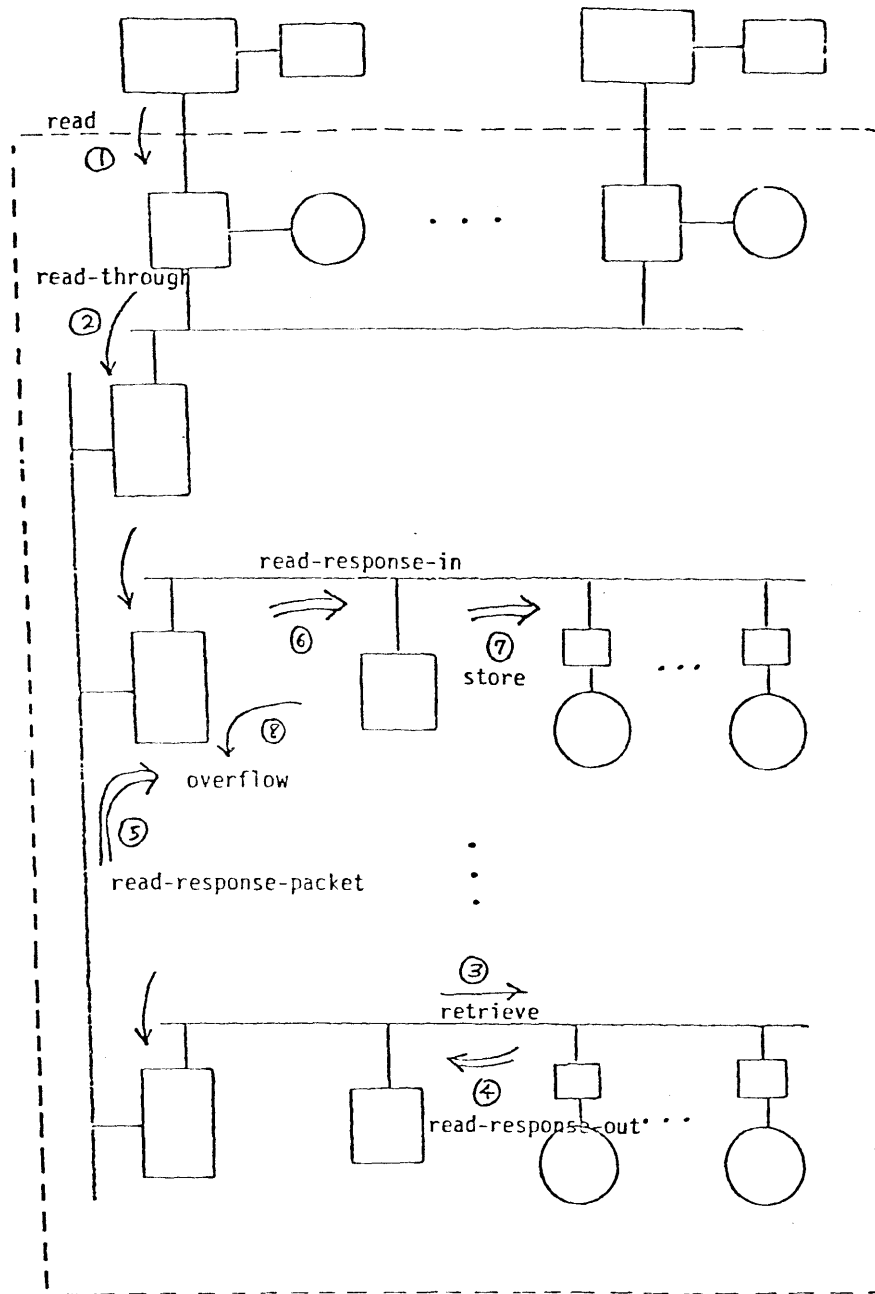 read
①
read-through
②
read-response-in
⑥
⑦
store
⑧
overflow
⑤
read-response-packet
③
retrieve
④
read-response-out